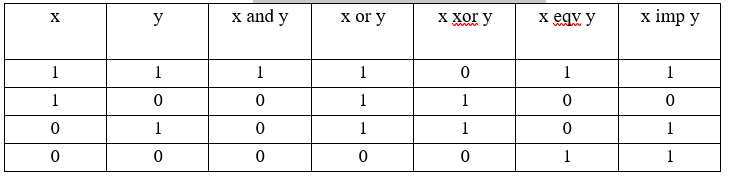 x y x and y x or y x xor y x eqv y x imp y
1 1 1 1 0 1 1
1 0 0 1 1 0 0
0 1 0 1 1 0 1
0 0 0 0 0 1 1